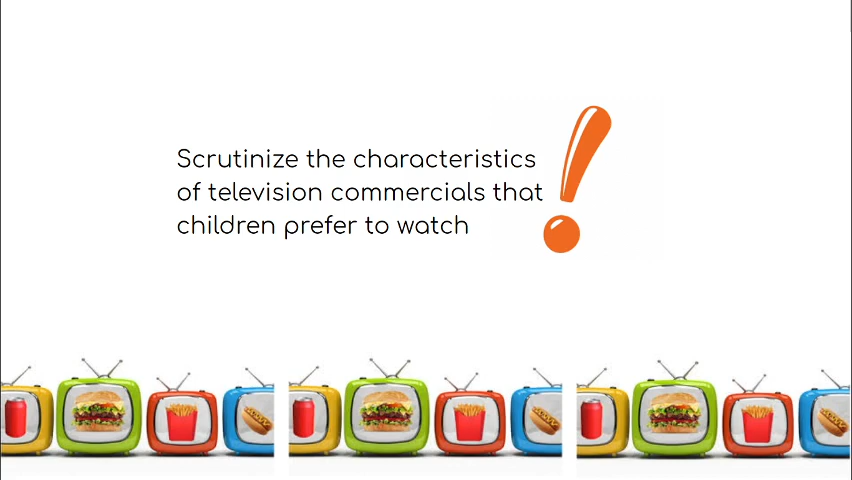 Scrutinize the characteristics
of television commercials that
children prefer to watch